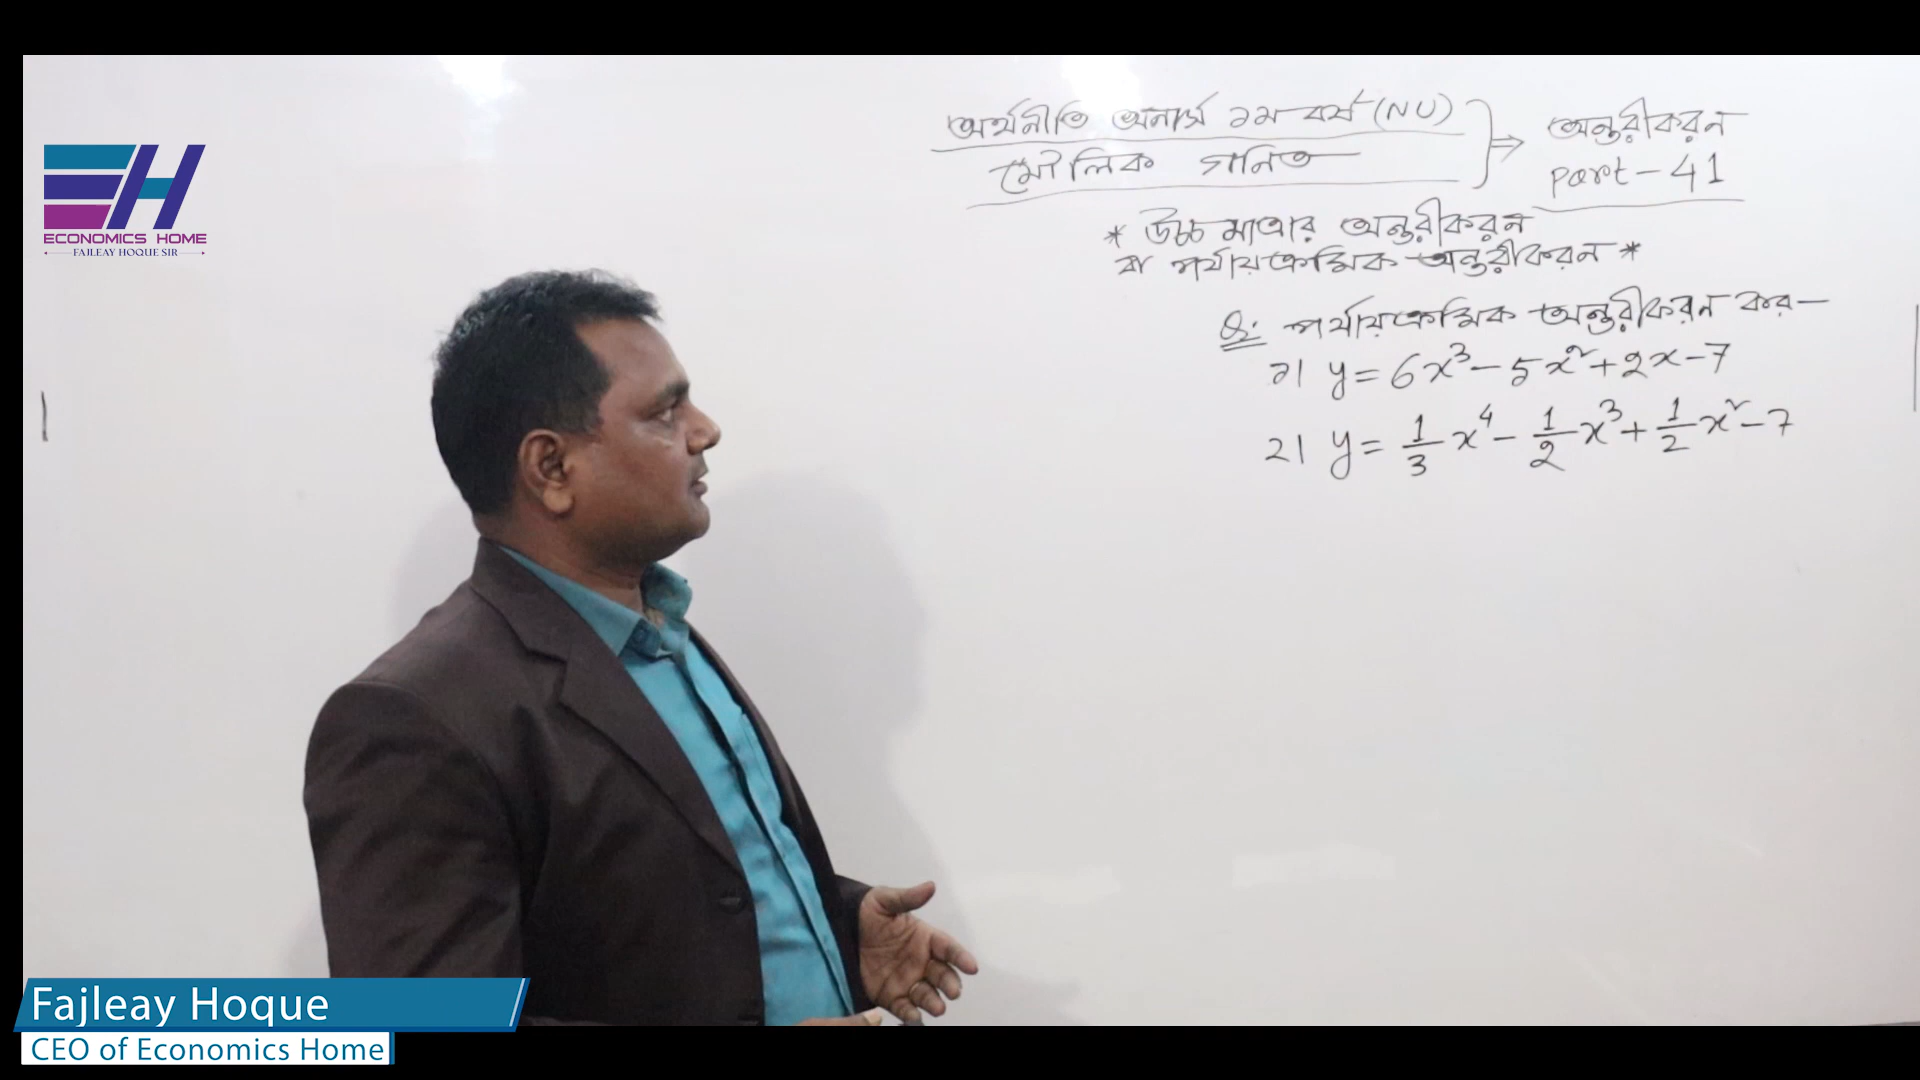 অর্থনীতি অনার্স ১ম বর্ষ (NU)
মৌলিক গনিত
⇒ অন্তরীকরন
part-41
* উচ্চ মাত্রার অন্তরীকরন
বা পর্যায়ক্রমিক অন্তরীকরন *
Q: পর্যায়ক্রমিক অন্তরীকরন কর—
১। y = 6x³ - 5x² + 2x - 7
২। y = 1/3 x⁴ - 1/2 x³ + 1/2 x² - 7
EH
ECONOMICS HOME
FAJLEAY HOQUE SIR
Fajleay Hoque
CEO of Economics Home